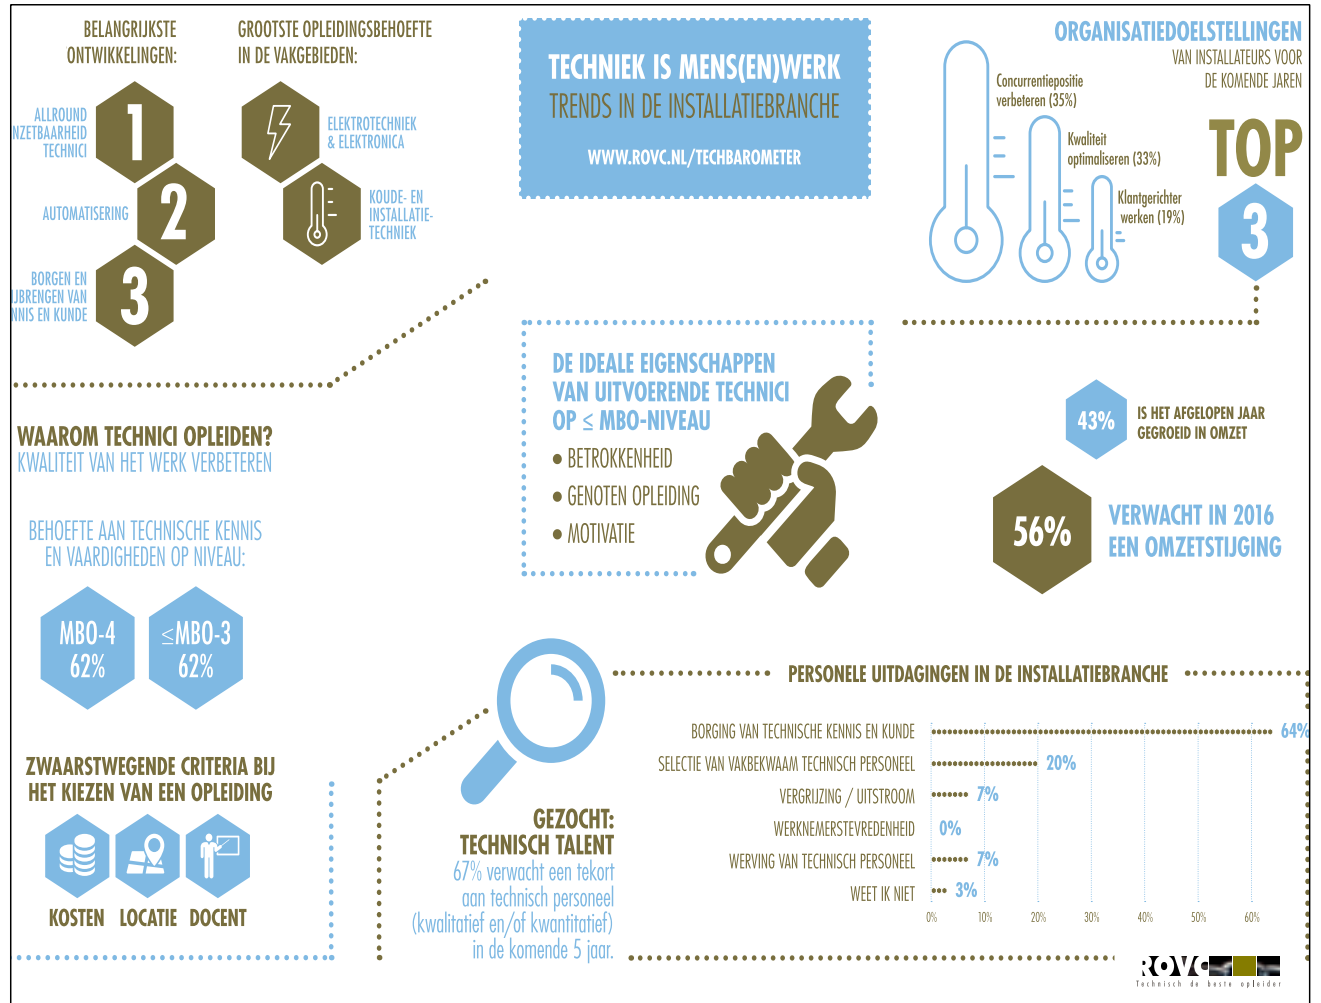 BELANGRIJKSTE
ONTWIKKELINGEN:
1
ALLROUND
NZETBAARHEID
TECHNICI
2
AUTOMATISERING
3
BORGEN EN
IJBRENGEN VAN
NNIS EN KUNDE
GROOTSTE OPLEIDINGSBEHOEFTE
IN DE VAKGEBIEDEN:
ELEKTROTECHNIEK
& ELEKTRONICA
KOUDE- EN
INSTALLATIE-
TECHNIEK
TECHNIEK IS MENS(EN)WERK
TRENDS IN DE INSTALLATIEBRANCHE
WWW.ROVC.NL/TECHBAROMETER
ORGANISATIEDOELSTELLINGEN
VAN INSTALLATEURS VOOR
DE KOMENDE JAREN
TOP
3
Concurrentiepositie
verbeteren (35%)
Kwaliteit
optimaliseren (33%)
Klantgerichter
werken (19%)
WAAROM TECHNICI OPLEIDEN?
KWALITEIT VAN HET WERK VERBETEREN
BEHOEFTE AAN TECHNISCHE KENNIS
EN VAARDIGHEDEN OP NIVEAU:
MBO-4
62%
≤MBO-3
62%
ZWAARSTWEGENDE CRITERIA BIJ
HET KIEZEN VAN EEN OPLEIDING
KOSTEN LOCATIE DOCENT
DE IDEALE EIGENSCHAPPEN
VAN UITVOERENDE TECHNICI
OP ≤ MBO-NIVEAU
• BETROKKENHEID
• GENOTEN OPLEIDING
• MOTIVATIE
43%
IS HET AFGELOPEN JAAR
GEGROEID IN OMZET
56%
VERWACHT IN 2016
EEN OMZETSTIJGING
GEZOCHT:
TECHNISCH TALENT
67% verwacht een tekort
aan technisch personeel
(kwalitatief en/of kwantitatief)
in de komende 5 jaar.
PERSONELE UITDAGINGEN IN DE INSTALLATIEBRANCHE
BORGING VAN TECHNISCHE KENNIS EN KUNDE 64%
SELECTIE VAN VAKBEKWAAM TECHNISCH PERSONEEL 20%
VERGRIJZING / UITSTROOM 7%
WERKNEMERSTEVREDENHEID 0%
WERVING VAN TECHNISCH PERSONEEL 7%
WEET IK NIET 3%
0% 10% 20% 30% 40% 50% 60%
ROVC
Technisch de beste opleider